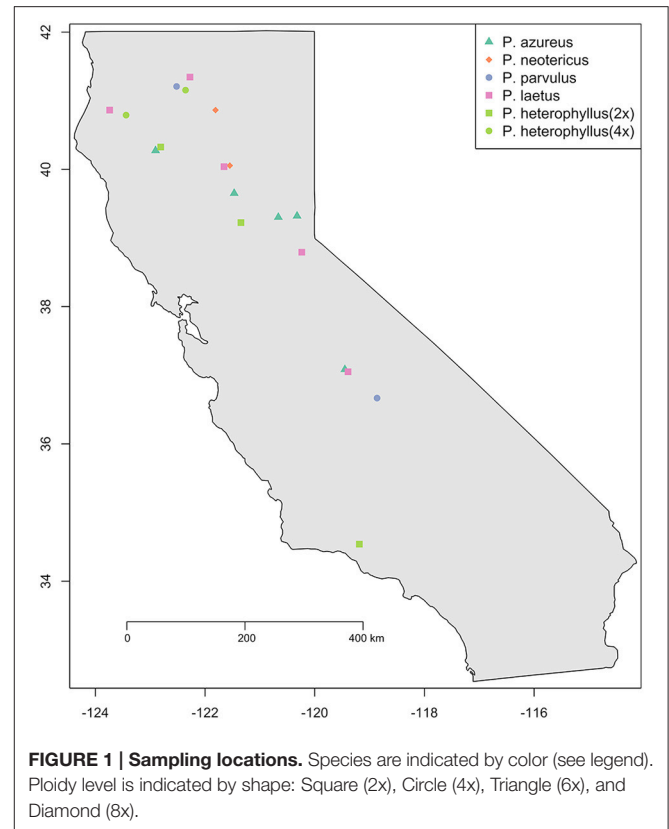 42
40
38
36
34
P. azureus
P. neotericus
P. parvulus
P. laetus
P. heterophyllus(2x)
P. heterophyllus(4x)
0 200 400 km
-124 -122 -120 -118 -116
FIGURE 1 | Sampling locations. Species are indicated by color (see legend).
Ploidy level is indicated by shape: Square (2x), Circle (4x), Triangle (6x), and
Diamond (8x).